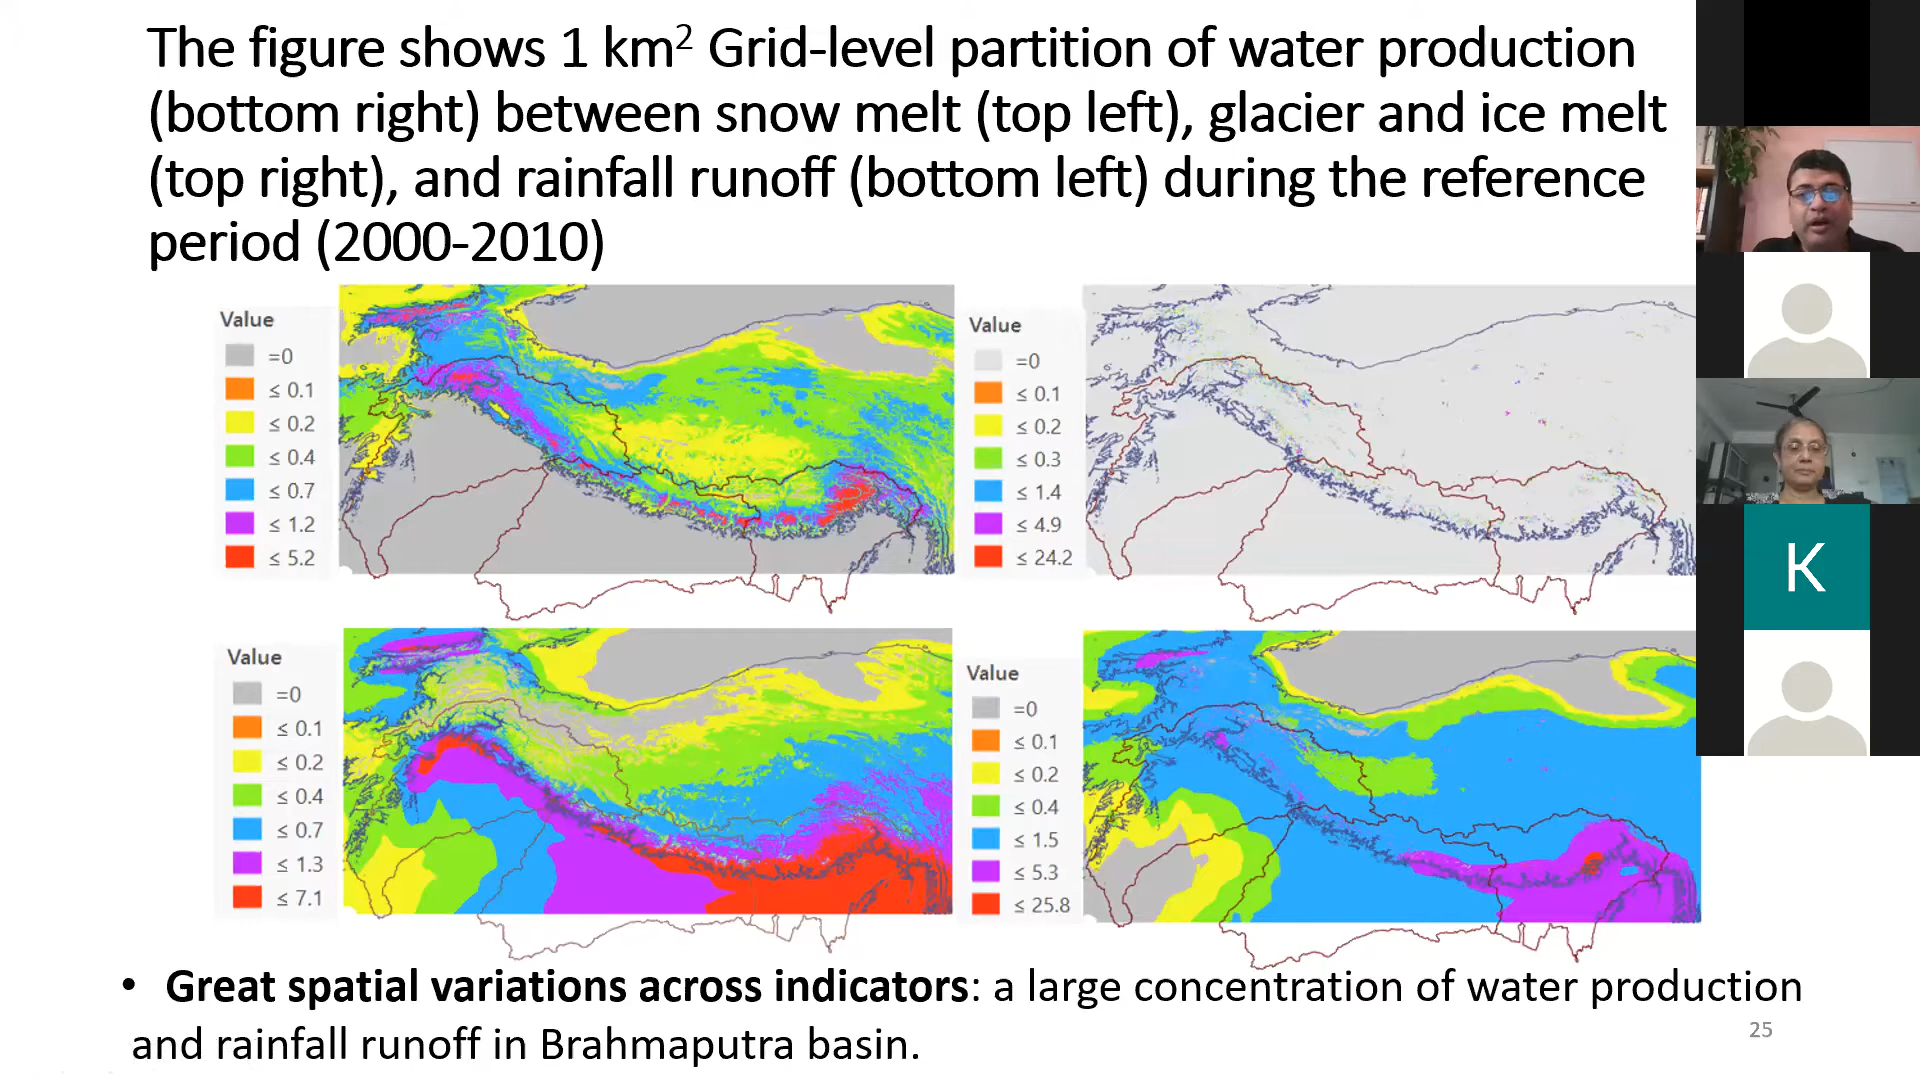 The figure shows 1 km² Grid-level partition of water production
(bottom right) between snow melt (top left), glacier and ice melt
(top right), and rainfall runoff (bottom left) during the reference
period (2000-2010)
Value
=0
≤ 0.1
≤ 0.2
≤ 0.4
≤ 0.7
≤ 1.2
≤ 5.2
Value
=0
≤ 0.1
≤ 0.2
≤ 0.3
≤ 1.4
≤ 4.9
≤ 24.2
Value
=0
≤ 0.1
≤ 0.2
≤ 0.4
≤ 0.7
≤ 1.3
≤ 7.1
Value
=0
≤ 0.1
≤ 0.2
≤ 0.4
≤ 1.5
≤ 5.3
≤ 25.8
K
• Great spatial variations across indicators: a large concentration of water production
and rainfall runoff in Brahmaputra basin.
25